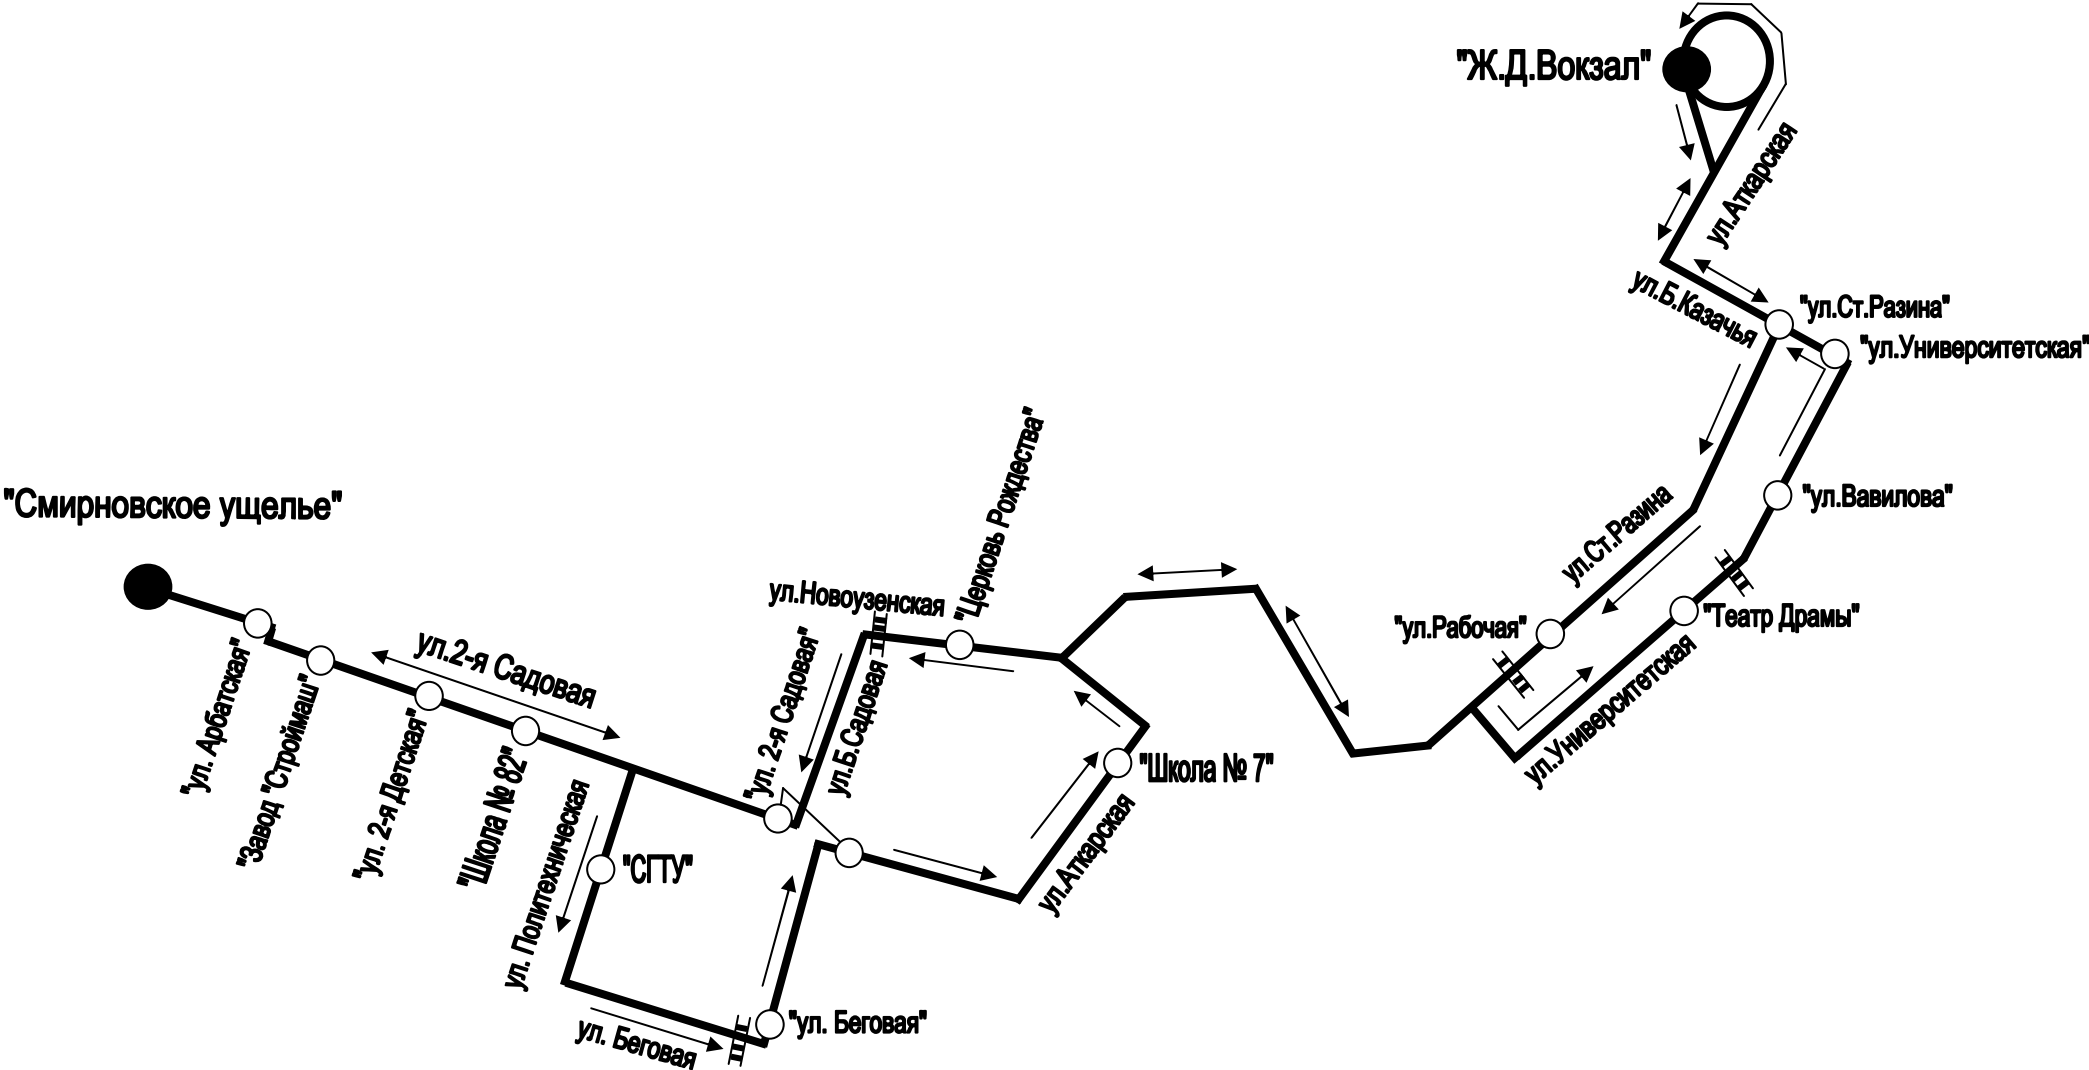 "Ж.Д.Вокзал"
ул.Аткарская
ул.Б.Казачья
"ул.Ст.Разина"
"ул.Университетская"
"ул.Вавилова"
ул.Ст.Разина
"ул.Рабочая"
"Театр Драмы"
ул.Университетская
"Смирновское ущелье"
"Церковь Рождества"
ул.Новоузенская
ул.2-я Садовая
"ул. Арбатская"
Завод "Строймаш"
"ул. 2-я Детская"
"Школа № 82"
"ул. 2-я Садовая"
ул.Б.Садовая
"Школа № 7"
ул.Аткарская
ул. Политехническая
"СГТУ"
"ул. Беговая"
ул. Беговая